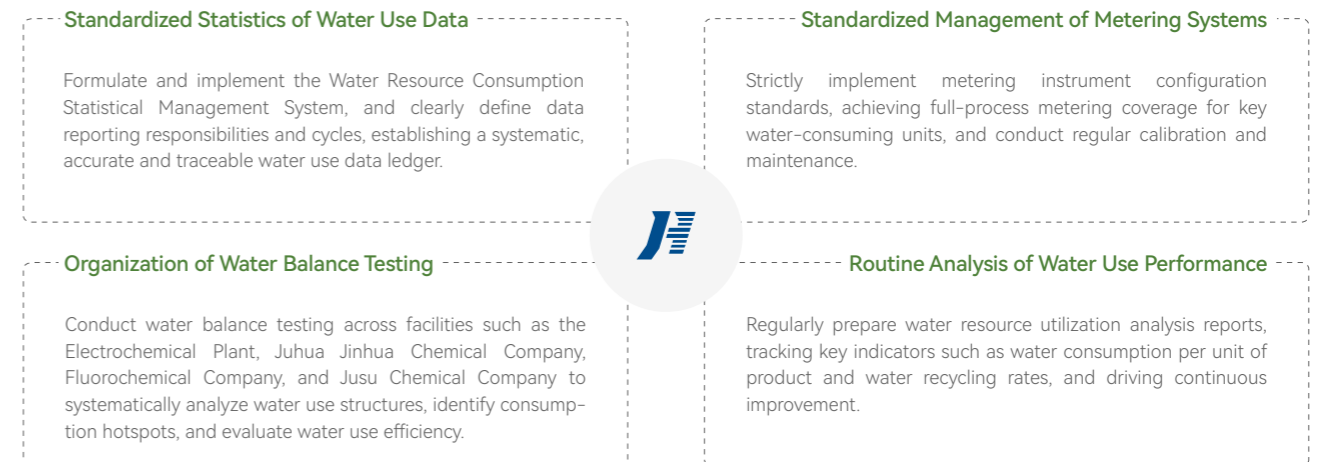 Standardized Statistics of Water Use Data
Formulate and implement the Water Resource Consumption
Statistical Management System, and clearly define data
reporting responsibilities and cycles, establishing a systematic,
accurate and traceable water use data ledger.
Standardized Management of Metering Systems
Strictly implement metering instrument configuration
standards, achieving full-process metering coverage for key
water-consuming units, and conduct regular calibration and
maintenance.
Organization of Water Balance Testing
Conduct water balance testing across facilities such as the
Electrochemical Plant, Juhua Jinhua Chemical Company,
Fluorochemical Company, and Jusu Chemical Company to
systematically analyze water use structures, identify consump-
tion hotspots, and evaluate water use efficiency.
Routine Analysis of Water Use Performance
Regularly prepare water resource utilization analysis reports,
tracking key indicators such as water consumption per unit of
product and water recycling rates, and driving continuous
improvement.
JH